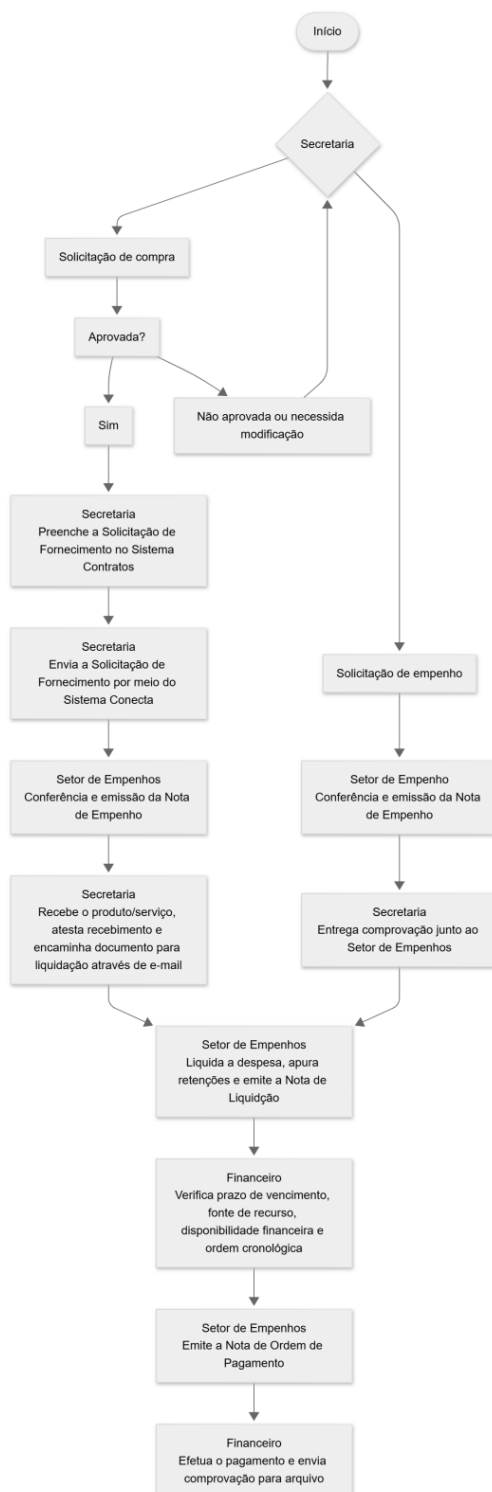 Início
Secretaria
Solicitação de compra
Aprovada?
Não aprovada ou necessida
modificação
Sim
Secretaria
Preenche a Solicitação de
Fornecimento no Sistema
Contratos
Secretaria
Envia a Solicitação de
Fornecimento por meio do
Sistema Conecta
Solicitação de empenho
Setor de Empenhos
Conferência e emissão da Nota
de Empenho
Setor de Empenho
Conferência e emissão da Nota
de Empenho
Secretaria
Recebe o produto/serviço,
atesta recebimento e
encaminha documento para
liquidação através de e-mail
Secretaria
Entrega comprovação junto ao
Setor de Empenhos
Setor de Empenhos
Liquida a despesa, apura
retenções e emite a Nota de
Liquidção
Financeiro
Verifica prazo de vencimento,
fonte de recurso,
disponibilidade financeira e
ordem cronológica
Setor de Empenhos
Emite a Nota de Ordem de
Pagamento
Financeiro
Efetua o pagamento e envia
comprovação para arquivo